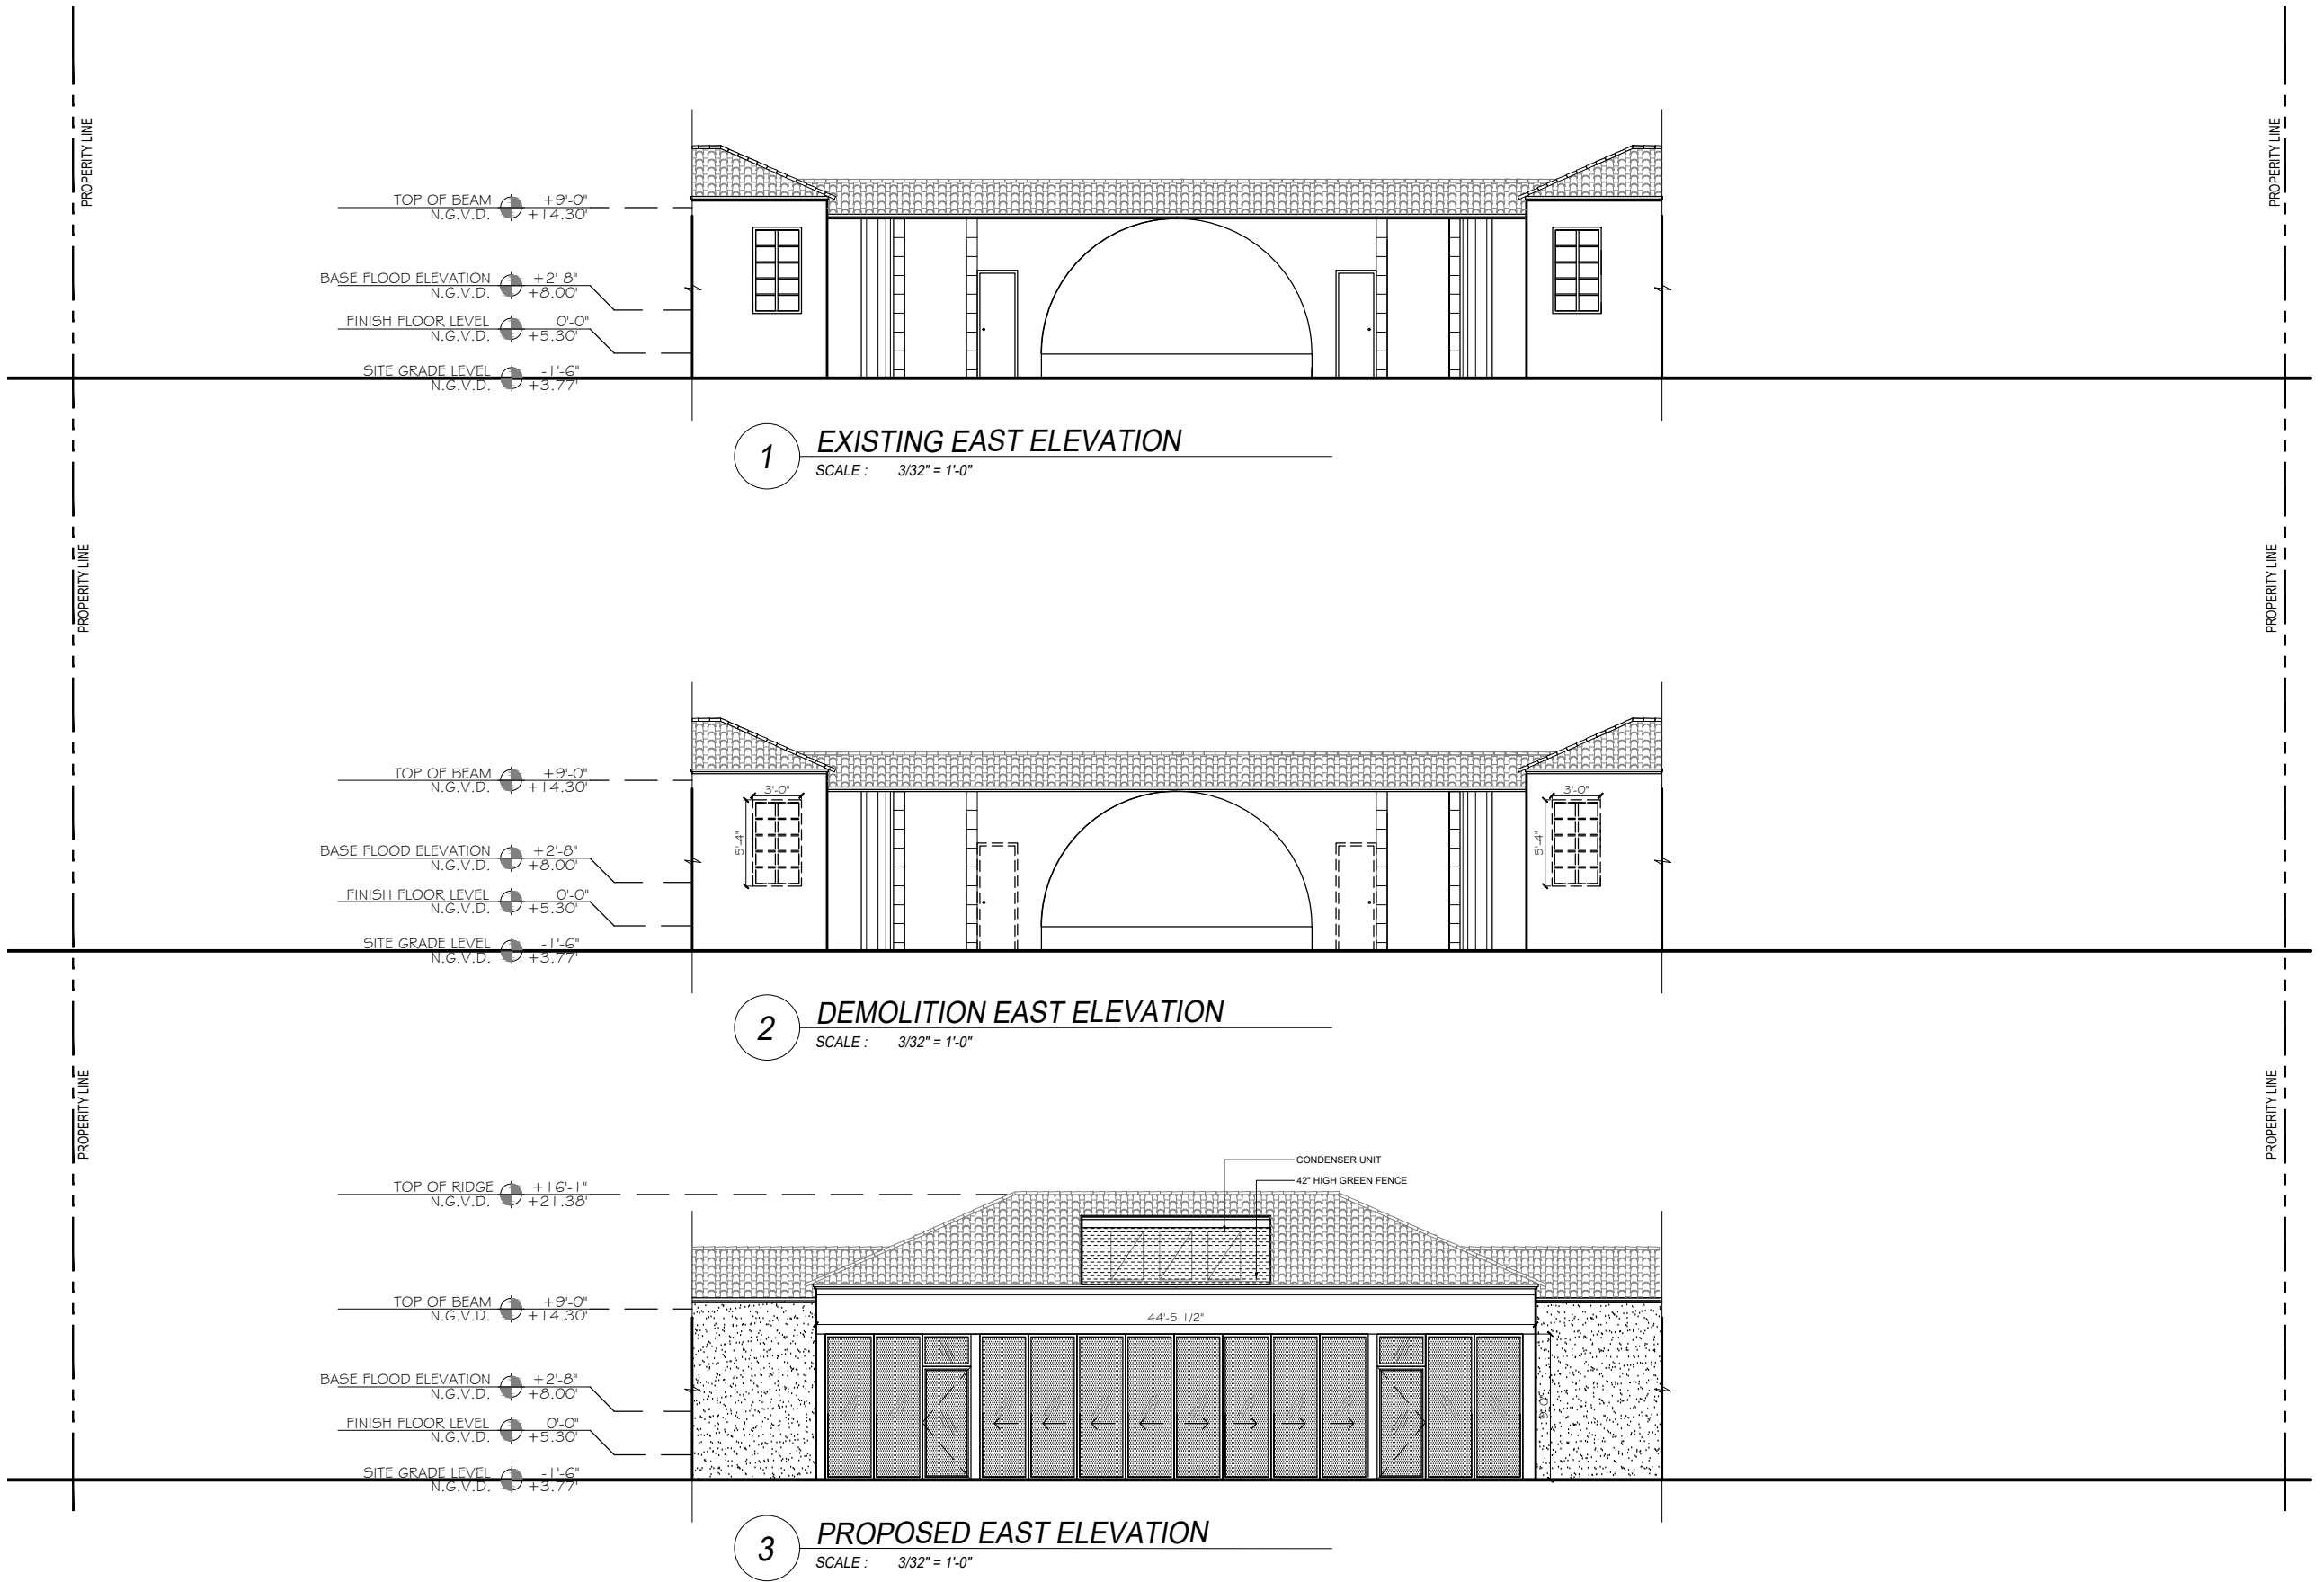 PROPERITY LINE
PROPERITY LINE
TOP OF BEAM +9'-0"
N.G.V.D. +14.30'
BASE FLOOD ELEVATION +2'-8"
N.G.V.D. +8.00'
FINISH FLOOR LEVEL 0'-0"
N.G.V.D. +5.30'
SITE GRADE LEVEL -1'-6"
N.G.V.D. +3.77'
1 EXISTING EAST ELEVATION
SCALE : 3/32" = 1'-0"
PROPERITY LINE
PROPERITY LINE
TOP OF BEAM +9'-0"
N.G.V.D. +14.30'
3'-0"
3'-0"
5'-4"
5'-4"
BASE FLOOD ELEVATION +2'-8"
N.G.V.D. +8.00'
FINISH FLOOR LEVEL 0'-0"
N.G.V.D. +5.30'
SITE GRADE LEVEL -1'-6"
N.G.V.D. +3.77'
2 DEMOLITION EAST ELEVATION
SCALE : 3/32" = 1'-0"
PROPERITY LINE
PROPERITY LINE
CONDENSER UNIT
42" HIGH GREEN FENCE
TOP OF RIDGE +16'-1"
N.G.V.D. +21.38'
TOP OF BEAM +9'-0"
N.G.V.D. +14.30'
44'-5 1/2"
BASE FLOOD ELEVATION +2'-8"
N.G.V.D. +8.00'
FINISH FLOOR LEVEL 0'-0"
N.G.V.D. +5.30'
SITE GRADE LEVEL -1'-6"
N.G.V.D. +3.77'
3 PROPOSED EAST ELEVATION
SCALE : 3/32" = 1'-0"